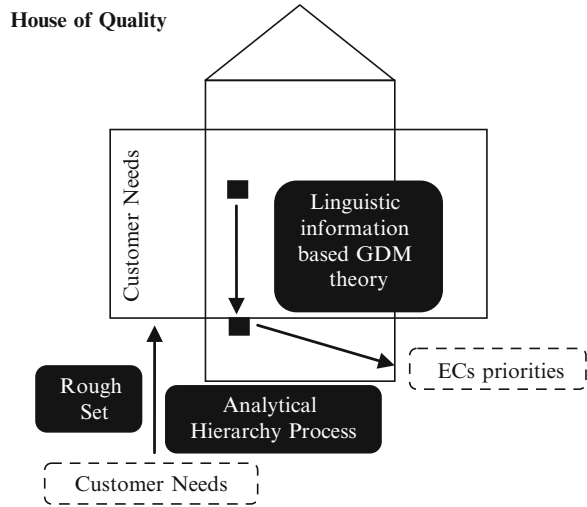 House of Quality
Customer Needs
Linguistic
information
based GDM
theory
ECs priorities
Rough
Set
Analytical
Hierarchy Process
Customer Needs